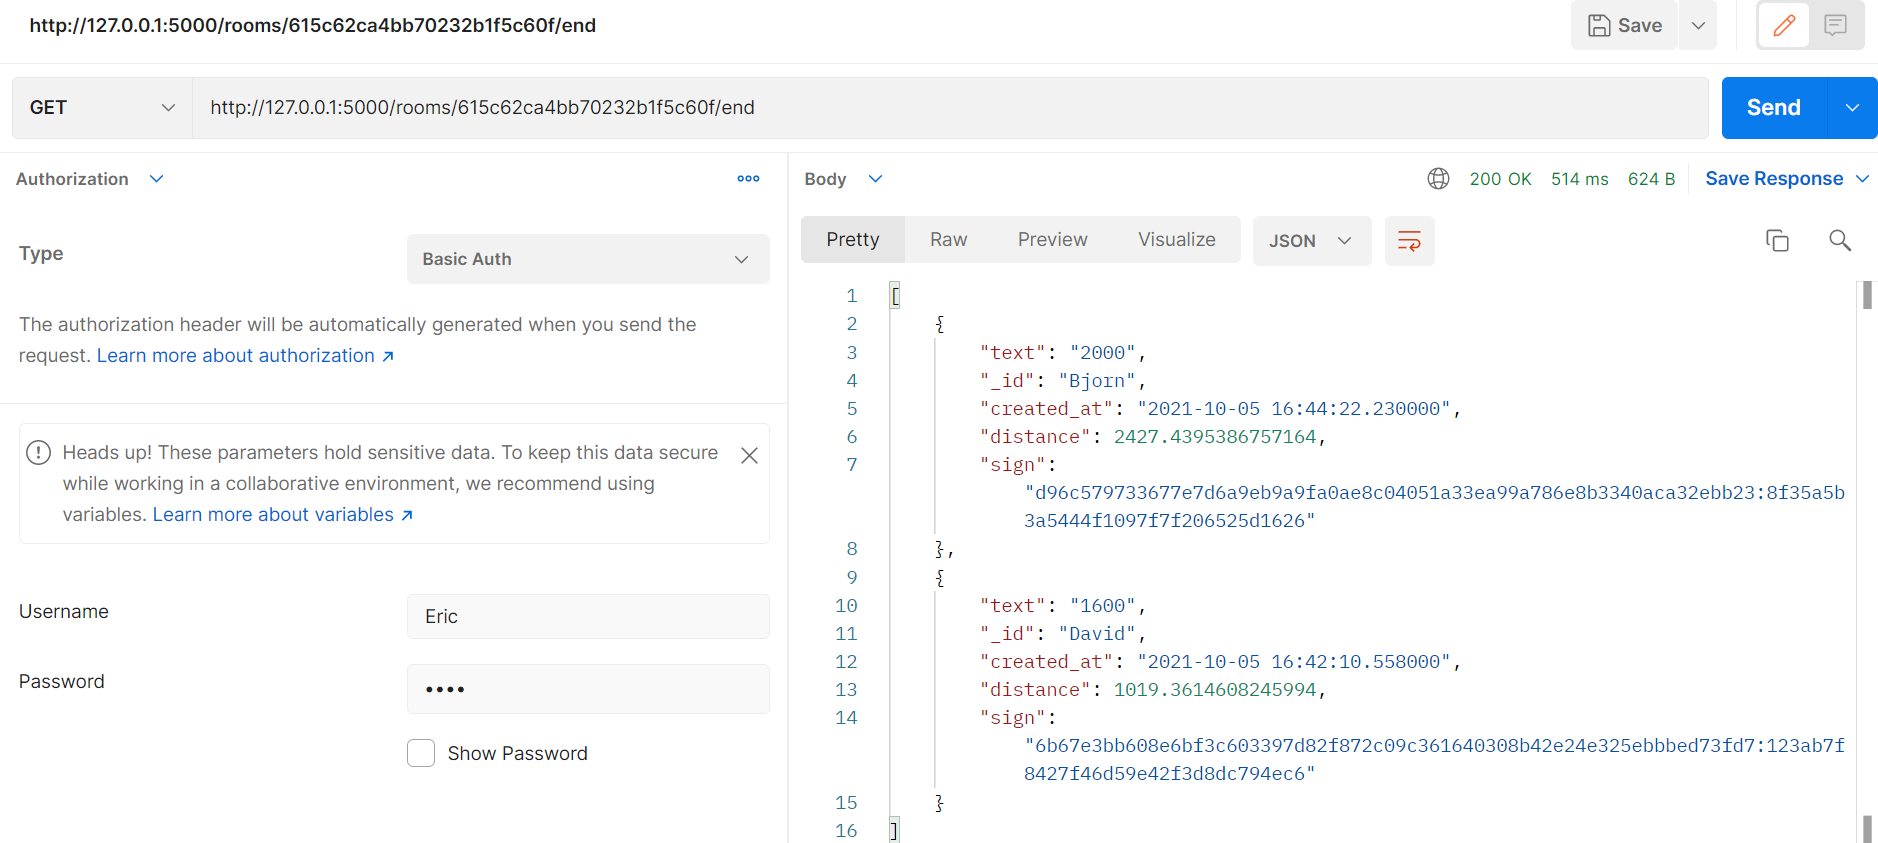 http://127.0.0.1:5000/rooms/615c62ca4bb70232b1f5c60f/end
Save
GET
http://127.0.0.1:5000/rooms/615c62ca4bb70232b1f5c60f/end
Send
Authorization
Type
Basic Auth
The authorization header will be automatically generated when you send the
request. Learn more about authorization ↗
Heads up! These parameters hold sensitive data. To keep this data secure
while working in a collaborative environment, we recommend using
variables. Learn more about variables ↗
Username
Eric
Password
••••
Show Password
Body
200 OK
514 ms
624 B
Save Response
Pretty
Raw
Preview
Visualize
JSON
1 [
2 {
3 "text": "2000",
4 "_id": "Bjorn",
5 "created_at": "2021-10-05 16:44:22.230000",
6 "distance": 2427.4395386757164,
7 "sign":
"d96c579733677e7d6a9eb9a9fa0ae8c04051a33ea99a786e8b3340aca32ebb23:8f35a5b
3a5444f1097f7f206525d1626"
8 },
9 {
10 "text": "1600",
11 "_id": "David",
12 "created_at": "2021-10-05 16:42:10.558000",
13 "distance": 1019.3614608245994,
14 "sign":
"6b67e3bb608e6bf3c603397d82f872c09c361640308b42e24e325ebbbed73fd7:123ab7f
8427f46d59e42f3d8dc794ec6"
15 }
16 ]